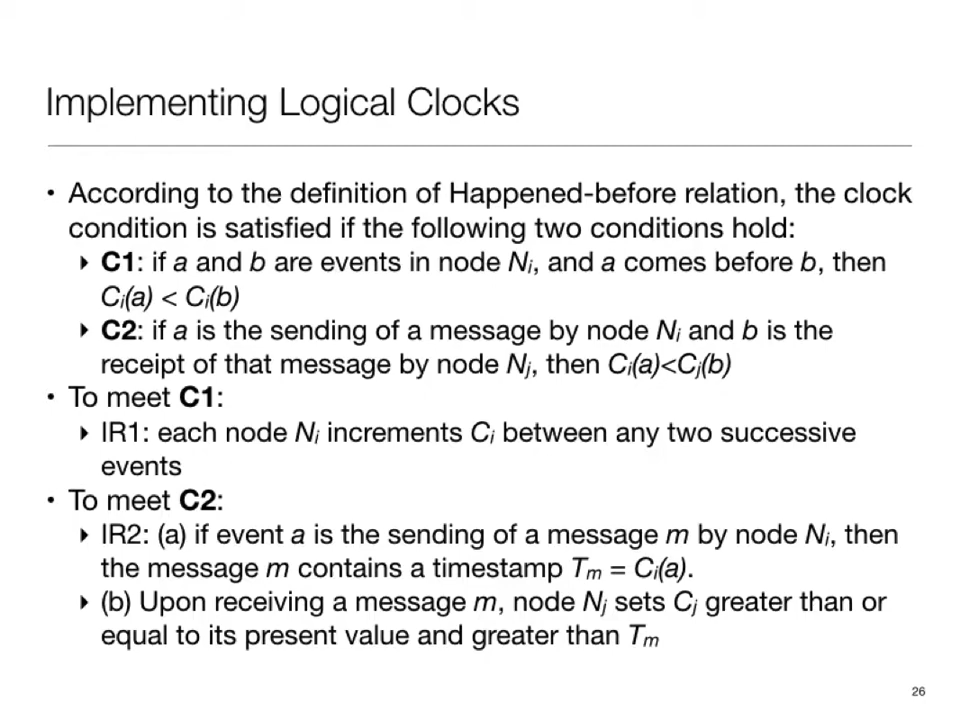 Implementing Logical Clocks
• According to the definition of Happened-before relation, the clock
condition is satisfied if the following two conditions hold:
‣ C1: if a and b are events in node Ni, and a comes before b, then
Ci(a) < Ci(b)
‣ C2: if a is the sending of a message by node Ni and b is the
receipt of that message by node Nj, then Ci(a)<Cj(b)
• To meet C1:
‣ IR1: each node Ni increments Ci between any two successive
events
• To meet C2:
‣ IR2: (a) if event a is the sending of a message m by node Ni, then
the message m contains a timestamp Tm = Ci(a).
‣ (b) Upon receiving a message m, node Nj sets Cj greater than or
equal to its present value and greater than Tm
26